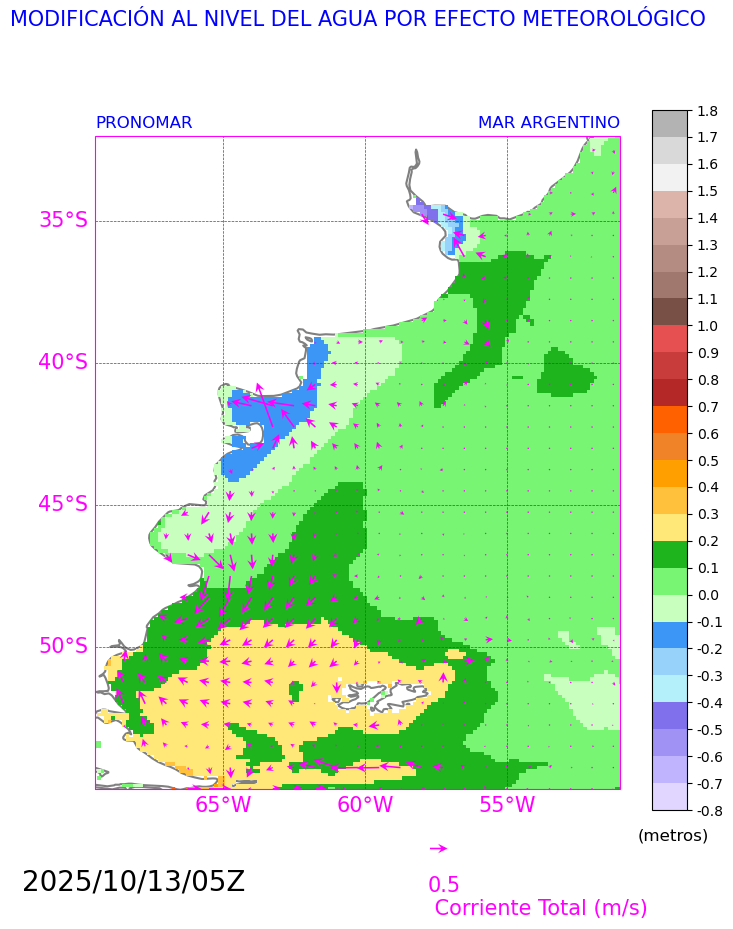 MODIFICACIÓN AL NIVEL DEL AGUA POR EFECTO METEOROLÓGICO
PRONOMAR
MAR ARGENTINO
35°S
40°S
45°S
50°S
65°W
60°W
55°W
1.8
1.7
1.6
1.5
1.4
1.3
1.2
1.1
1.0
0.9
0.8
0.7
0.6
0.5
0.4
0.3
0.2
0.1
0.0
-0.1
-0.2
-0.3
-0.4
-0.5
-0.6
-0.7
-0.8
(metros)
2025/10/13/05Z
0.5
Corriente Total (m/s)